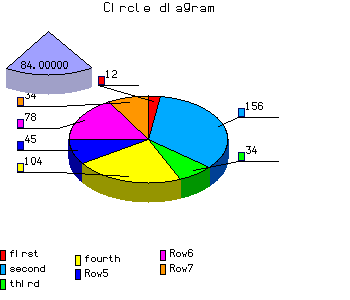 Circle diagram
84.00000
12
34
156
78
45
34
104
first
second
third
fourth
Row5
Row6
Row7